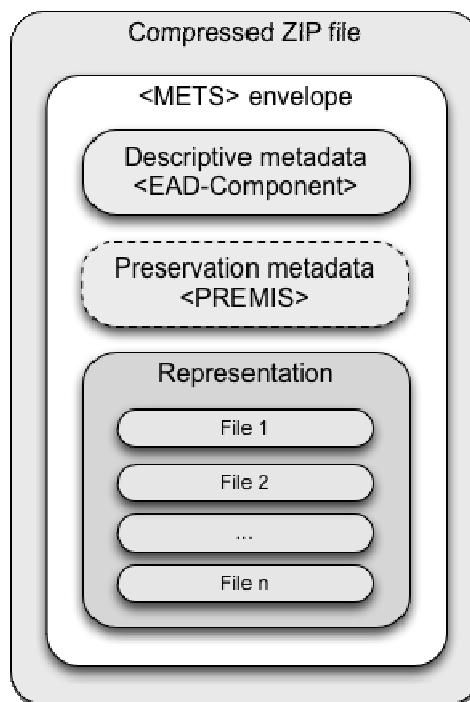 Compressed ZIP file
<METS> envelope
Descriptive metadata
<EAD-Component>
Preservation metadata
<PREMIS>
Representation
File 1
File 2
...
File n